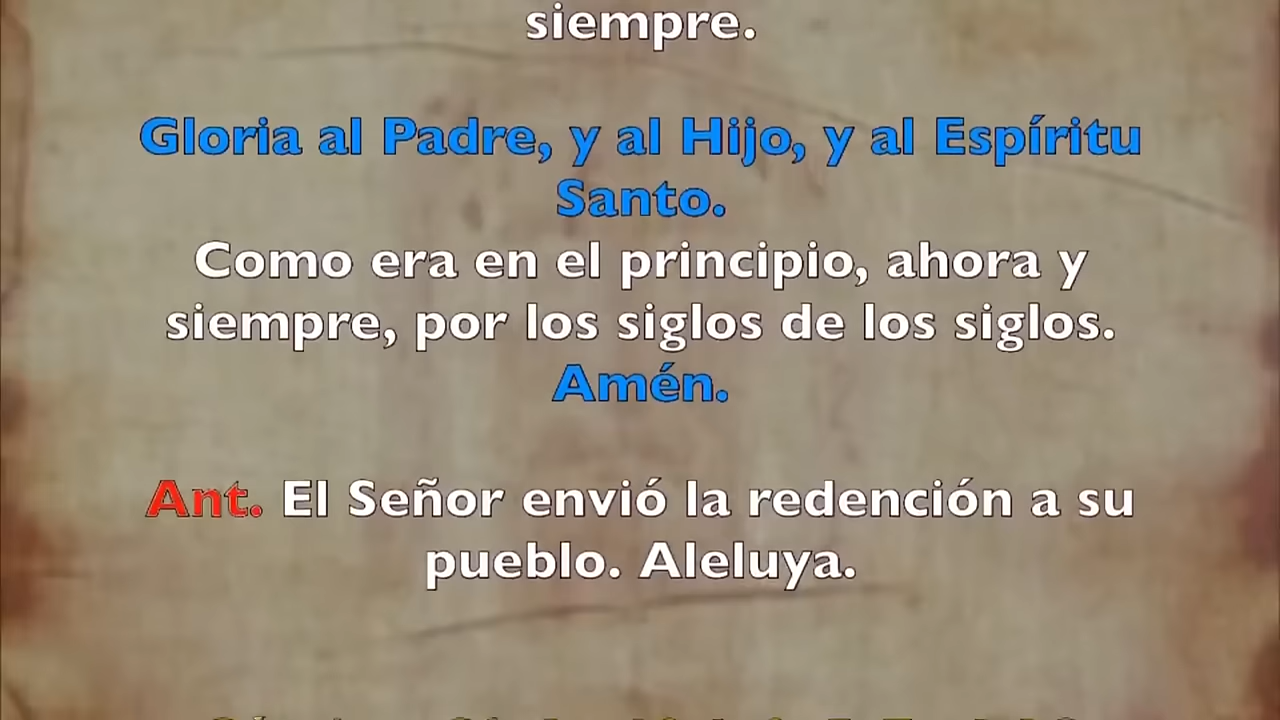 siempre.
Gloria al Padre, y al Hijo, y al Espíritu
Santo.
Como era en el principio, ahora y
siempre, por los siglos de los siglos.
Amén.
Ant. El Señor envió la redención a su
pueblo. Aleluya.